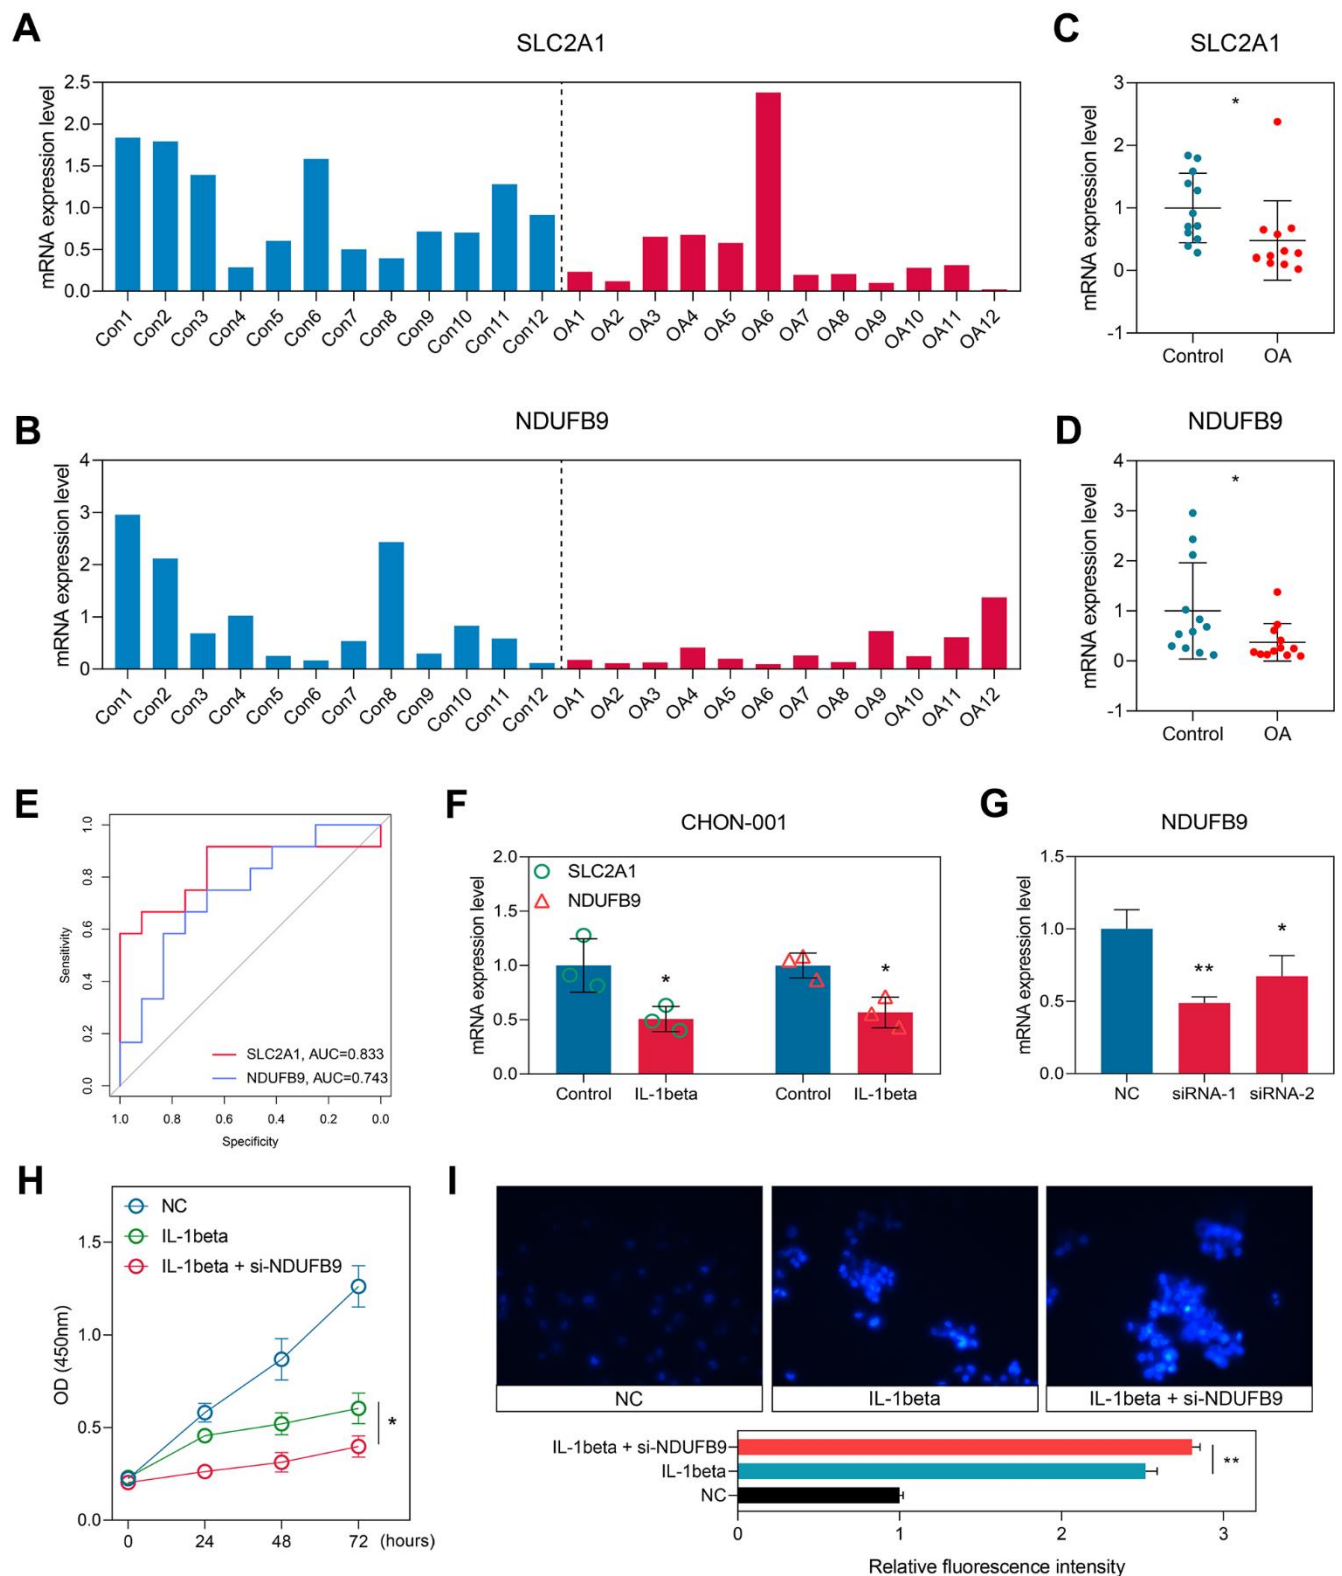 A
SLC2A1
mRNA expression level
2.5
2.0
1.5
1.0
0.5
0.0
Con1 Con2 Con3 Con4 Con5 Con6 Con7 Con8 Con9 Con10 Con11 Con12 OA1 OA2 OA3 OA4 OA5 OA6 OA7 OA8 OA9 OA10 OA11 OA12
C
SLC2A1
mRNA expression level
3
2
1
0
-1
*
Control OA
B
NDUFB9
mRNA expression level
4
3
2
1
0
Con1 Con2 Con3 Con4 Con5 Con6 Con7 Con8 Con9 Con10 Con11 Con12 OA1 OA2 OA3 OA4 OA5 OA6 OA7 OA8 OA9 OA10 OA11 OA12
D
NDUFB9
mRNA expression level
4
3
2
1
0
-1
*
Control OA
E
Sensitivity
1.0
0.8
0.6
0.4
0.2
0.0
SLC2A1, AUC=0.833
NDUFB9, AUC=0.743
1.0 0.8 0.6 0.4 0.2 0.0
Specificity
F
CHON-001
mRNA expression level
2.0
1.5
1.0
0.5
0.0
SLC2A1
NDUFB9
* *
Control IL-1beta Control IL-1beta
G
NDUFB9
mRNA expression level
1.5
1.0
0.5
0.0
** *
NC siRNA-1 siRNA-2
H
OD (450nm)
1.5
1.0
0.5
0.0
NC
IL-1beta
IL-1beta + si-NDUFB9
*
0 24 48 72 (hours)
I
NC IL-1beta IL-1beta + si-NDUFB9
IL-1beta + si-NDUFB9
IL-1beta
NC
**
0 1 2 3
Relative fluorescence intensity